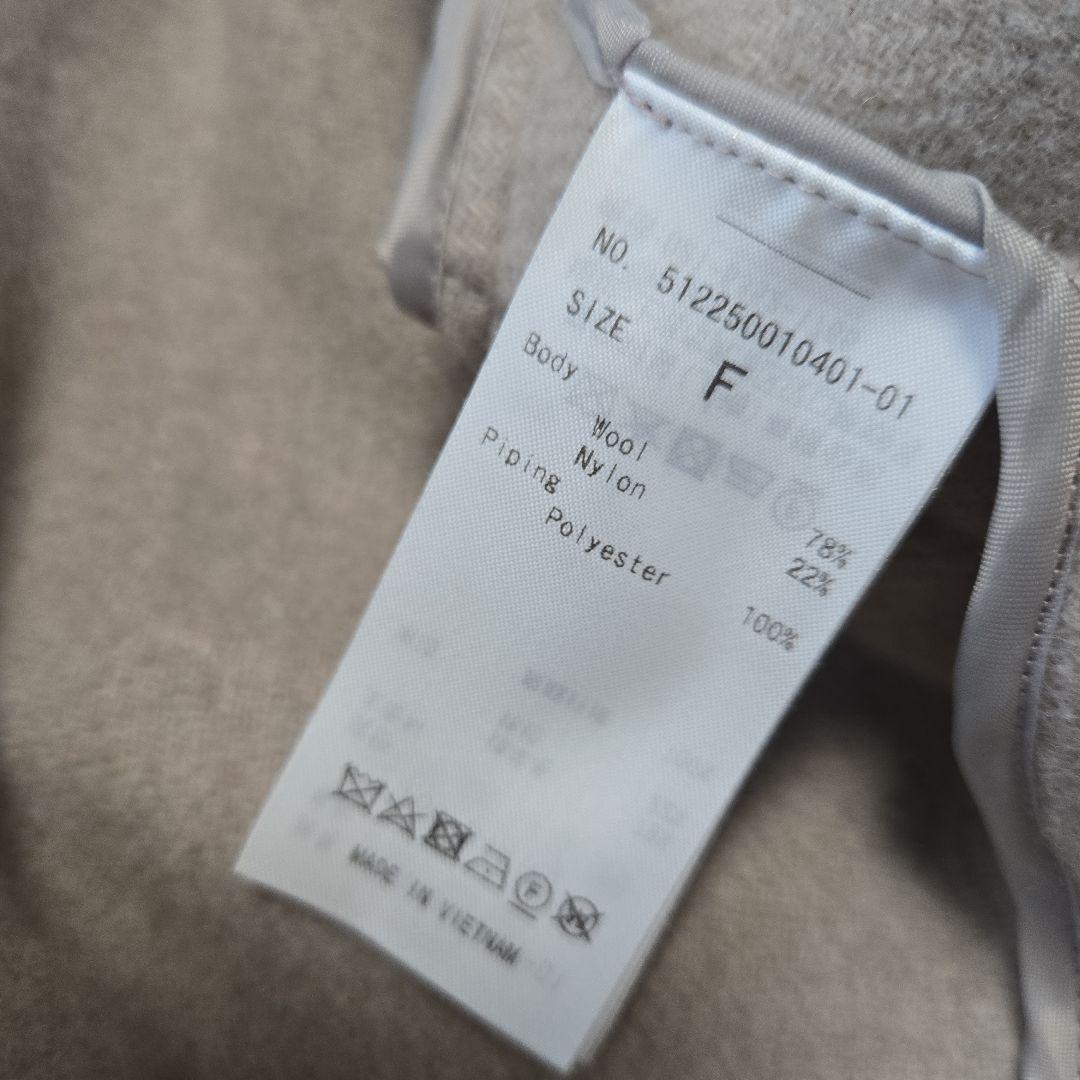 NO. 512250010401-01
SIZE F
Body
Wool 78%
Nylon 22%
Piping
Polyester 100%
F W
MADE IN VIETNAM